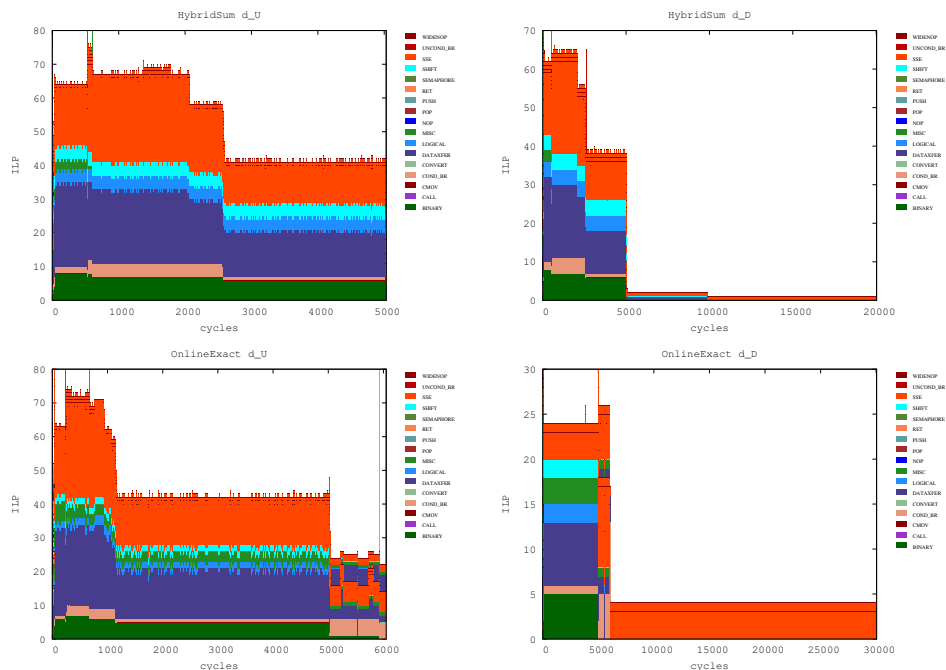 HybridSum d_U
80
70
60
50
40
30
20
10
0
ILP
0 1000 2000 3000 4000 5000
cycles
WIDENOP
UNCOND_BR
SSE
SHIFT
SEMAPHORE
RET
PUSH
POP
NOP
MISC
LOGICAL
DATAXFER
CONVERT
COND_BR
CMOV
CALL
BINARY
HybridSum d_D
70
60
50
40
30
20
10
0
ILP
0 5000 10000 15000 20000
cycles
WIDENOP
UNCOND_BR
SSE
SHIFT
SEMAPHORE
RET
PUSH
POP
NOP
MISC
LOGICAL
DATAXFER
CONVERT
COND_BR
CMOV
CALL
BINARY
OnlineExact d_U
80
70
60
50
40
30
20
10
0
ILP
0 1000 2000 3000 4000 5000 6000
cycles
WIDENOP
UNCOND_BR
SSE
SHIFT
SEMAPHORE
RET
PUSH
POP
MISC
LOGICAL
DATAXFER
CONVERT
COND_BR
CMOV
CALL
BINARY
OnlineExact d_D
30
25
20
15
10
5
0
ILP
0 5000 10000 15000 20000 25000 30000
cycles
WIDENOP
UNCOND_BR
SSE
SHIFT
SEMAPHORE
RET
PUSH
POP
NOP
MISC
LOGICAL
DATAXFER
CONVERT
COND_BR
CMOV
CALL
BINARY